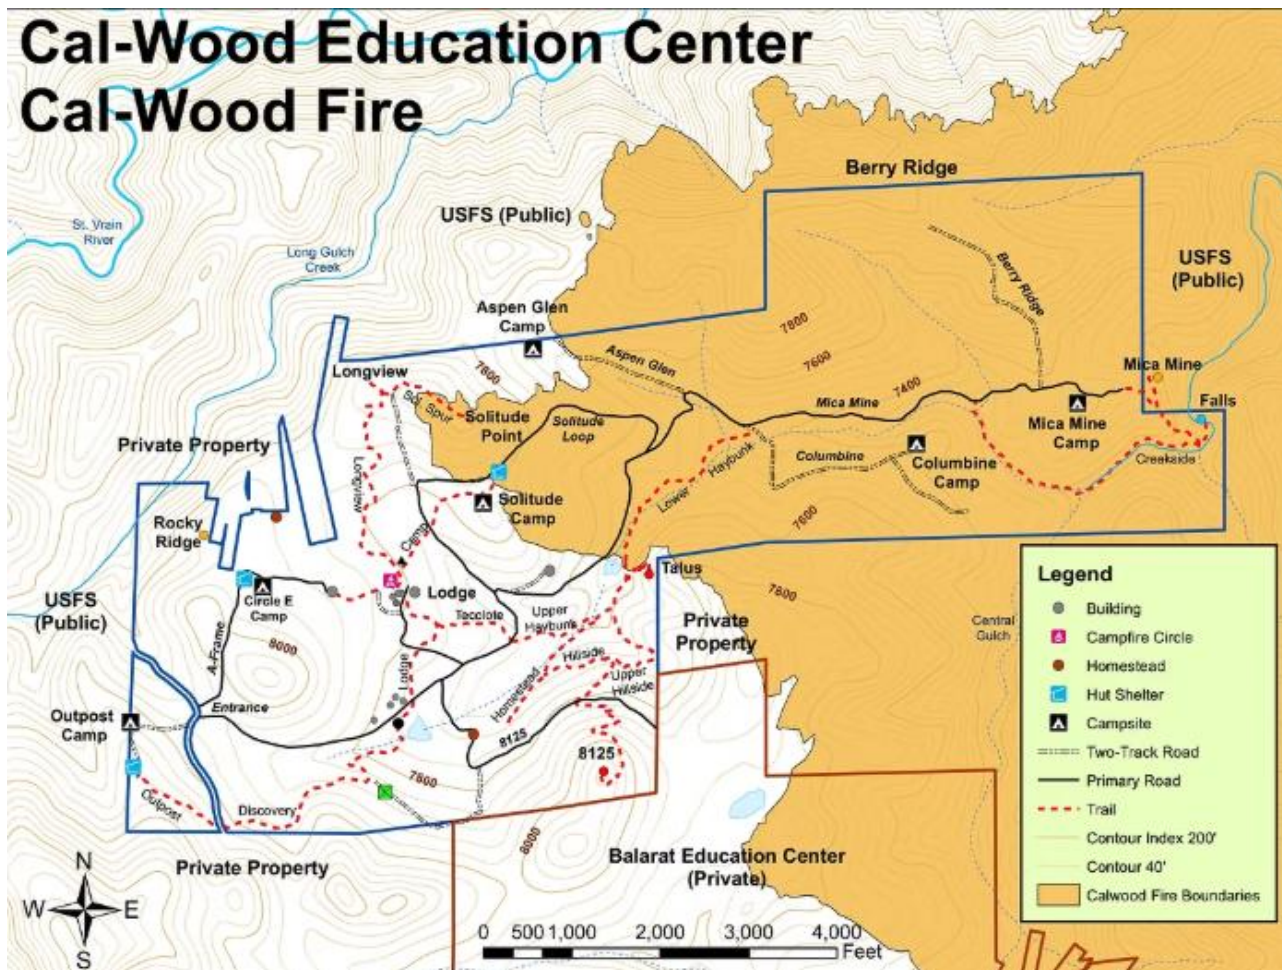 Cal-Wood Education Center
Cal-Wood Fire
Berry Ridge
USFS (Public)
St. Vrain
River
Long Gulch
Creek
USFS
(Public)
Berry Ridge
Aspen Glen
Camp
7800
7600
7400
7800
Aspen Glen
Mica Mine
Longview
Sol. Spur
Solitude
Point
Solitude
Loop
Mica Mine
Falls
Mica Mine
Camp
Private Property
Longview
Haybunk
Lower
Columbine
Columbine
Camp
Creekside
Rocky
Ridge
Solitude
Camp
7600
Camp
Talus
Circle E
Camp
Lodge
Tecolote
Upper
Haybunk
7800
USFS
(Public)
Private
Property
Central
Gulch
A-Frame
8000
Lodge
Homestead
Hillside
Upper
Hillside
Outpost
Camp
Entrance
8125
8125
7800
Outpost
Discovery
8000
Private Property
Balarat Education Center
(Private)
Legend
Building
Campfire Circle
Homestead
Hut Shelter
Campsite
Two-Track Road
Primary Road
Trail
Contour Index 200'
Contour 40'
Calwood Fire Boundaries
N
W E
S
0 500 1,000 2,000 3,000 4,000
Feet